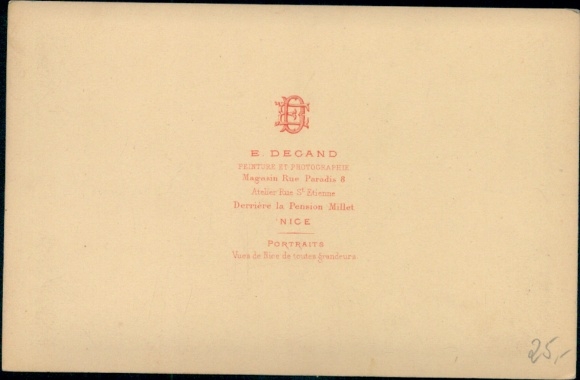 E. DEGAND
PEINTURE ET PHOTOGRAPHIE
Magasin Rue Paradis 6
Atelier Rue St Etienne
Derrière la Pension Millet
NICE
PORTRAITS
Vues de Nice de toutes grandeurs
25,-